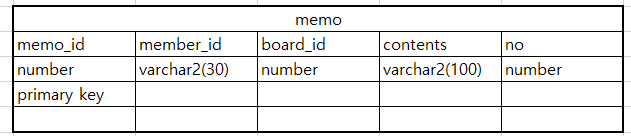 memo
memo_id member_id board_id contents no
number varchar2(30) number varchar2(100) number
primary key